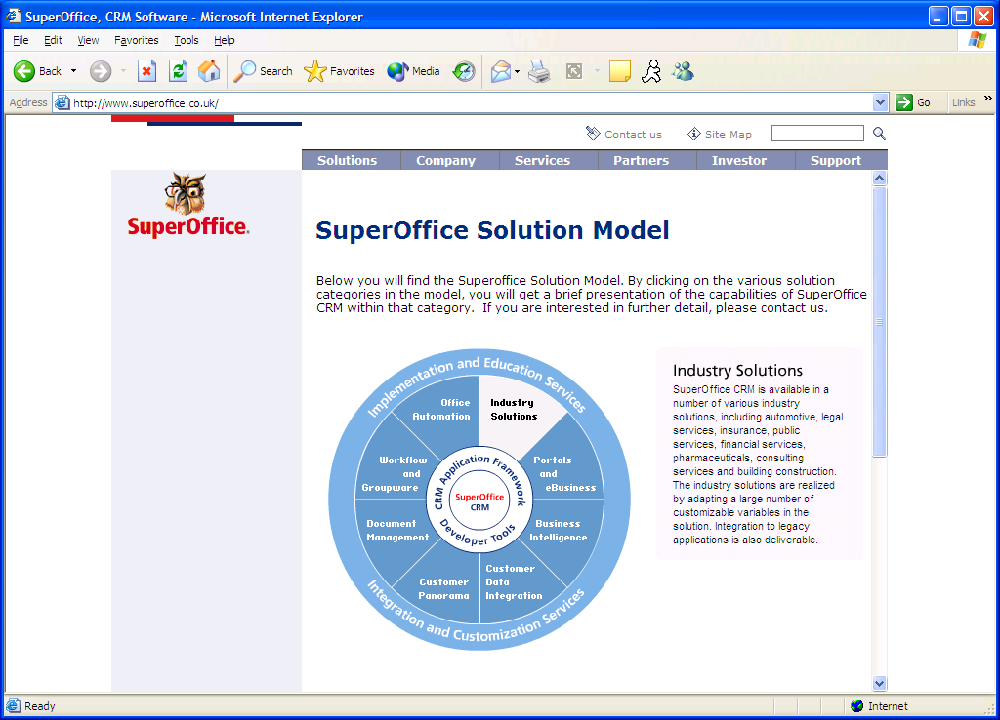 SuperOffice, CRM Software - Microsoft Internet Explorer
File Edit View Favorites Tools Help
Back Search Favorites Media
Address http://www.superoffice.co.uk/ Go Links »
Contact us Site Map
Solutions Company Services Partners Investor Support
SuperOffice.
SuperOffice Solution Model
Below you will find the Superoffice Solution Model. By clicking on the various solution
categories in the model, you will get a brief presentation of the capabilities of SuperOffice
CRM within that category. If you are interested in further detail, please contact us.
Implementation and Education Services
Office
Automation
Industry
Solutions
Workflow
and
Groupware
Portals
and
eBusiness
CRM Application Framework
SuperOffice
CRM
Developer Tools
Document
Management
Business
Intelligence
Customer
Panorama
Customer
Data
Integration
Integration and Customization Services
Industry Solutions
SuperOffice CRM is available in a
number of various industry
solutions, including automotive, legal
services, insurance, public
services, financial services,
pharmaceuticals, consulting
services and building construction.
The industry solutions are realized
by adapting a large number of
customizable variables in the
solution. Integration to legacy
applications is also deliverable.
Ready Internet